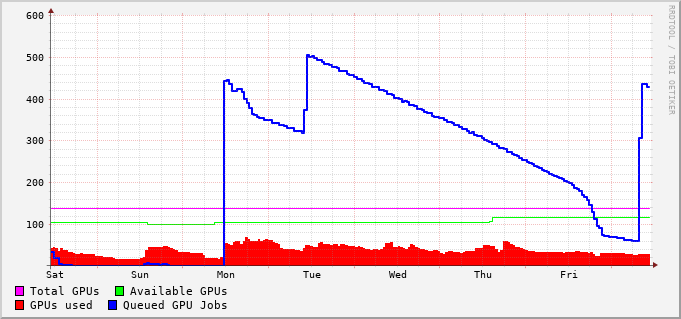 600
500
400
300
200
100
Sat Sun Mon Tue Wed Thu Fri
Total GPUs Available GPUs
GPUs used Queued GPU Jobs
RRDTOOL / TOBI OETIKER